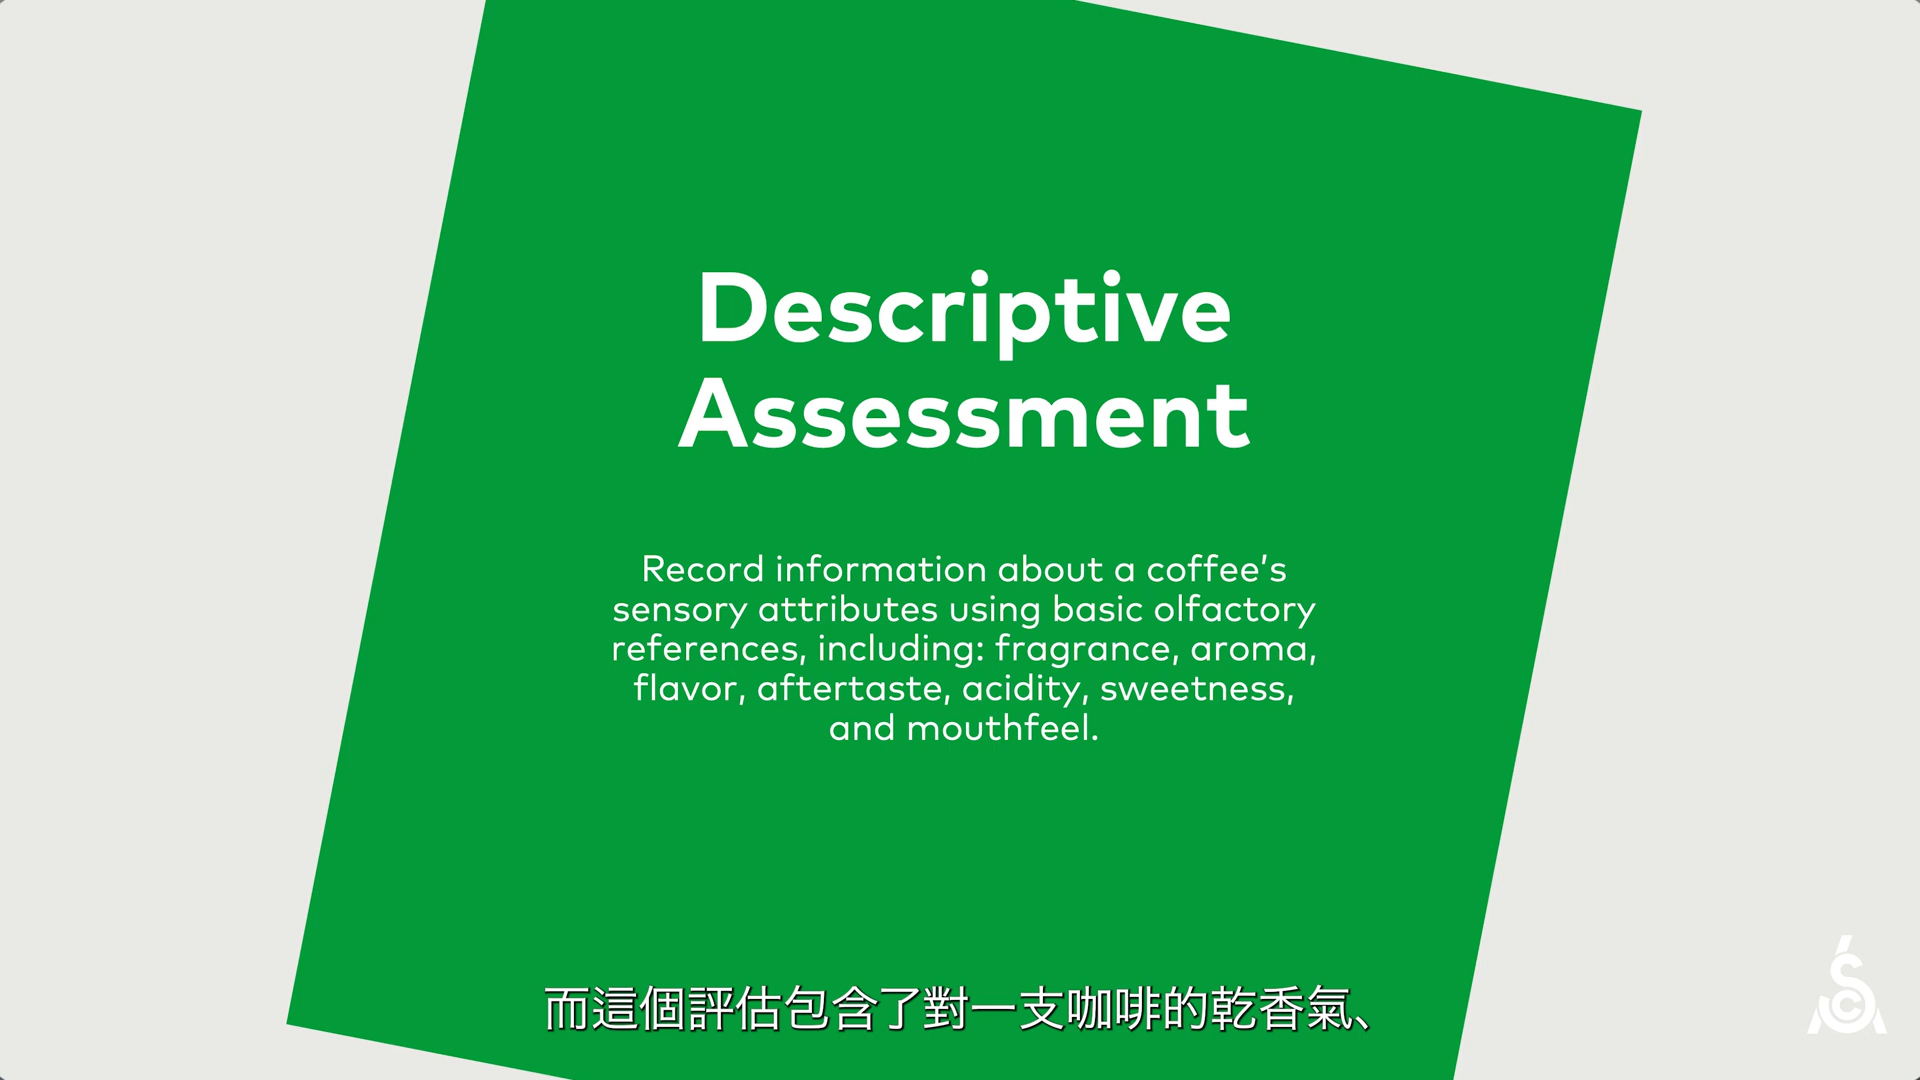 Descriptive
Assessment
Record information about a coffee's
sensory attributes using basic olfactory
references, including: fragrance, aroma,
flavor, aftertaste, acidity, sweetness,
and mouthfeel.
而這個評估包含了對一支咖啡的乾香氣、
SCA